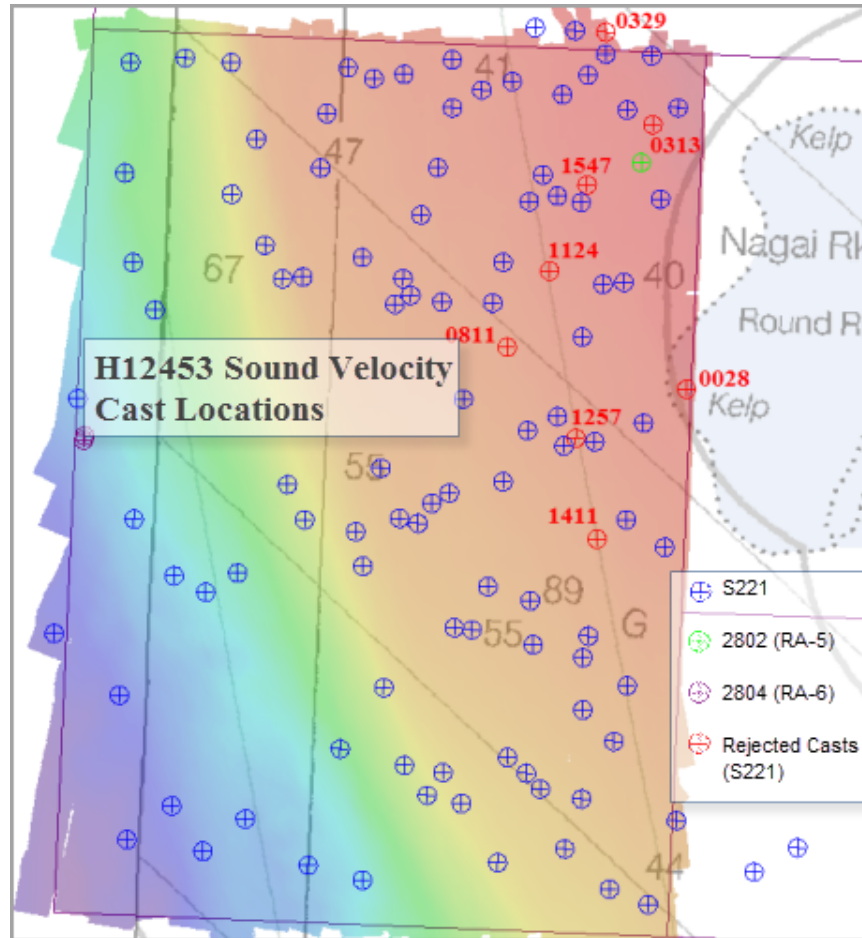 0329
41
Kelp
0313
47
1547
Nagai Rk
1124
67
40
Round R
0811
H12453 Sound Velocity
Cast Locations
0028
Kelp
1257
55
1411
S221
89
G
55
2802 (RA-5)
2804 (RA-6)
Rejected Casts
(S221)
44